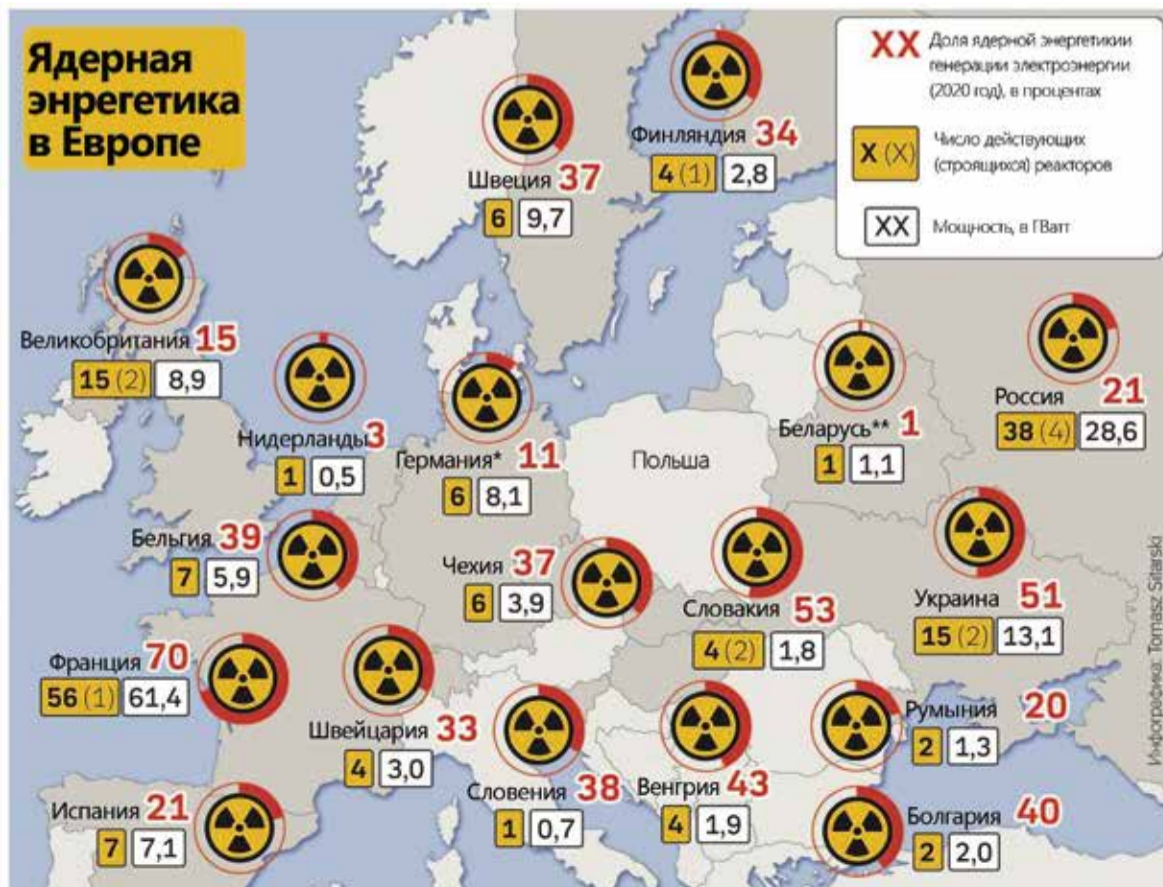 Ядерная
энрегетика
в Европе
XX Доля ядерной энергетикии
генерации электроэнергии
(2020 год), в процентах
X (X) Число действующих
(строящихся) реакторов
XX Мощность, в ГВатт
Финляндия 34
4 (1) 2,8
Швеция 37
6 9,7
Великобритания 15
15 (2) 8,9
Нидерланды 3
1 0,5
Германия* 11
6 8,1
Польша
Беларусь** 1
1 1,1
Россия 21
38 (4) 28,6
Бельгия 39
7 5,9
Чехия 37
6 3,9
Словакия 53
4 (2) 1,8
Украина 51
15 (2) 13,1
Франция 70
56 (1) 61,4
Швейцария 33
4 3,0
Словения 38
1 0,7
Венгрия 43
4 1,9
Румыния 20
2 1,3
Испания 21
7 7,1
Болгария 40
2 2,0
Инфографика: Tomasz Sitarski